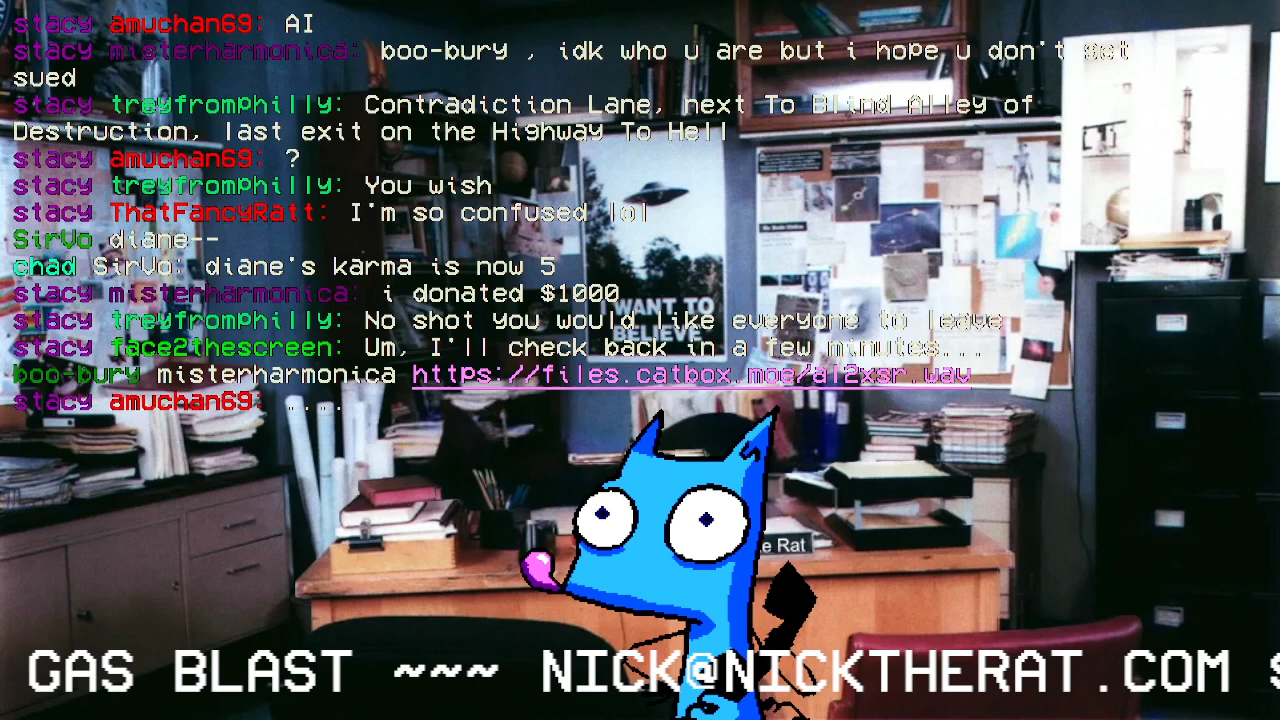 stacy amuchan69: AI
stacy misterharmonica: boo-bury , idk who u are but i hope u don't get
sued
stacy treyfromphilly: Contradiction Lane, next To Blind Alley of
Destruction, last exit on the Highway To Hell
stacy amuchan69: ?
stacy treyfromphilly: You wish
stacy ThatFancyRatt: I'm so confused lol
SirVo diane--
chad SirVo: diane's karma is now 5
stacy misterharmonica: i donated $1000
stacy treyfromphilly: No shot you would like everyone to leave
stacy face2thescreen: Um, I'll check back in a few minutes...
boo-bury misterharmonica https://files.catbox.moe/al2xsr.wav
stacy amuchan69: ....
WANT TO
BELIEVE
e Rat
GAS BLAST ~~~ NICK@NICKTHERAT.COM $